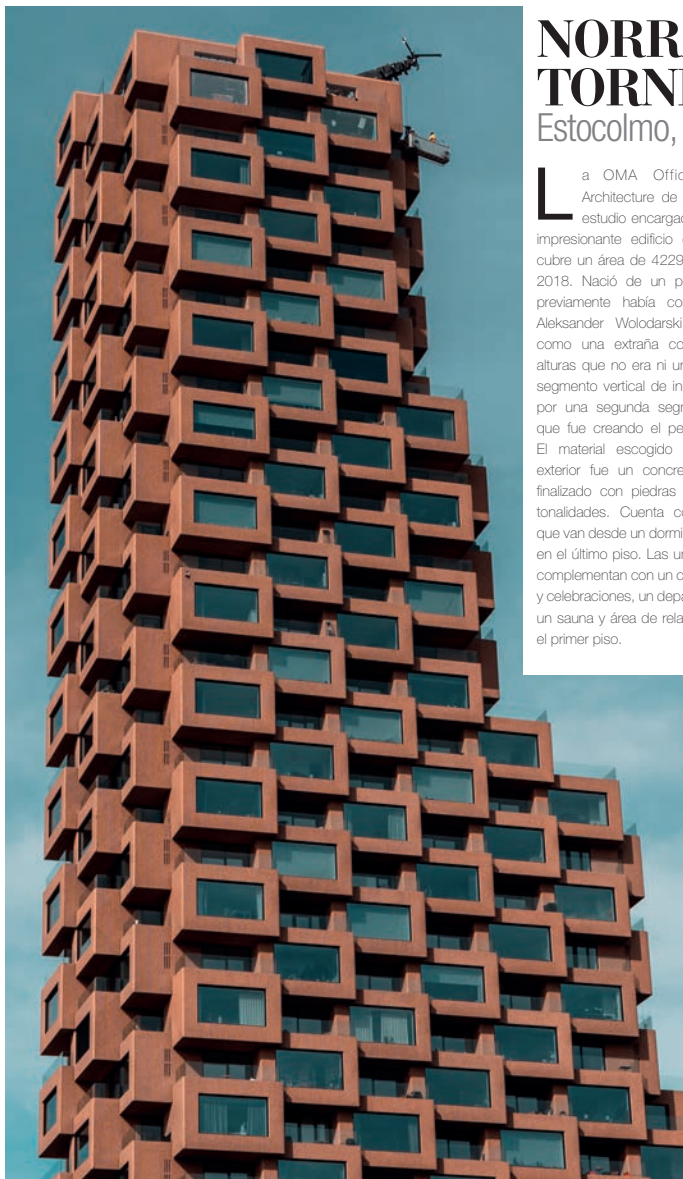 NORR
TORN
Estocolmo,
La OMA Offic
Architecture de
estudio encargad
impresionante edificio
cubre un área de 4229
2018. Nació de un p
previamente había co
Aleksander Wolodarski
como una extraña co
alturas que no era ni un
segmento vertical de in
por una segunda segr
que fue creando el pe
El material escogido
exterior fue un concre
finalizado con piedras
tonalidades. Cuenta co
que van desde un dormi
en el último piso. Las un
complementan con un c
y celebraciones, un depa
un sauna y área de rela
el primer piso.